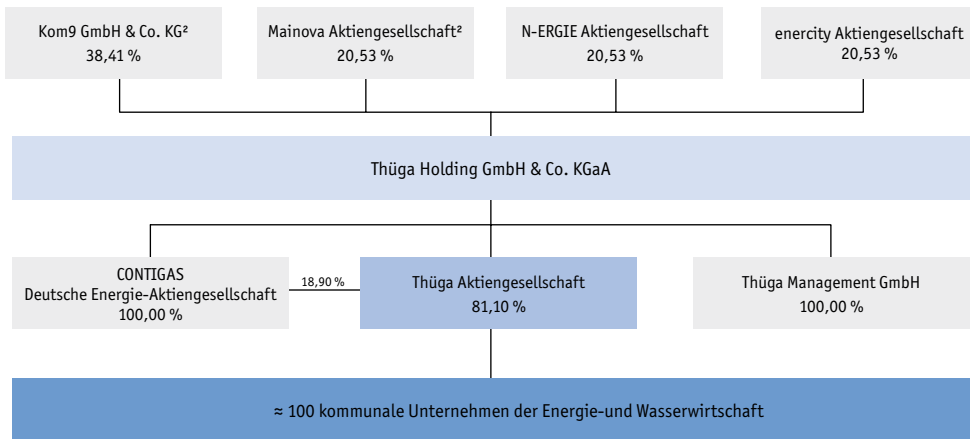 Kom9 GmbH & Co. KG²
38,41 %
Mainova Aktiengesellschaft²
20,53 %
N-ERGIE Aktiengesellschaft
20,53 %
enercity Aktiengesellschaft
20,53 %
Thüga Holding GmbH & Co. KGaA
CONTIGAS
Deutsche Energie-Aktiengesellschaft
100,00 %
18,90 %
Thüga Aktiengesellschaft
81,10 %
Thüga Management GmbH
100,00 %
≈ 100 kommunale Unternehmen der Energie-und Wasserwirtschaft